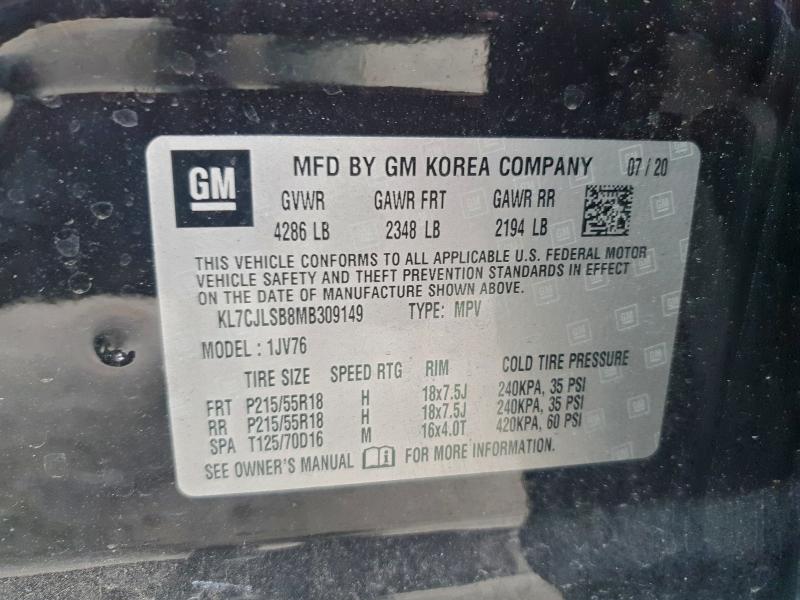 GM MFD BY GM KOREA COMPANY 07/20
GVWR GAWR FRT GAWR RR
4286 LB 2348 LB 2194 LB
THIS VEHICLE CONFORMS TO ALL APPLICABLE U.S. FEDERAL MOTOR
VEHICLE SAFETY AND THEFT PREVENTION STANDARDS IN EFFECT
ON THE DATE OF MANUFACTURE SHOWN ABOVE.
KL7CJLSB8MB309149 TYPE: MPV
MODEL : 1JV76
TIRE SIZE SPEED RTG RIM COLD TIRE PRESSURE
FRT P215/55R18 H 18x7.5J 240KPA, 35 PSI
RR P215/55R18 H 18x7.5J 240KPA, 35 PSI
SPA T125/70D16 M 16x4.0T 420KPA, 60 PSI
SEE OWNER'S MANUAL i FOR MORE INFORMATION.